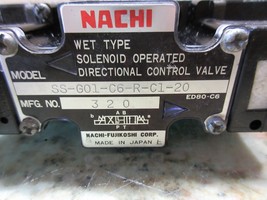 NACHI
WET TYPE
SOLENOID OPERATED
DIRECTIONAL CONTROL VALVE
MODEL
SS-G01-C6-R-C1-20
MFG. NO. 320
ED80-C6
A B
a
P T
NACHI-FUJIKOSHI CORP.
MADE IN JAPAN